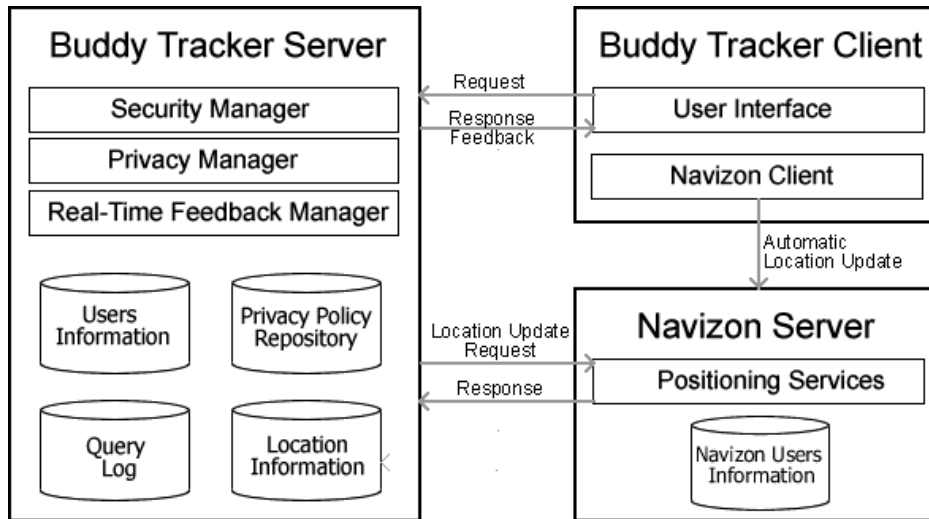 Buddy Tracker Server
Security Manager
Privacy Manager
Real-Time Feedback Manager
Users
Information
Privacy Policy
Repository
Query
Log
Location
Information
Request
Response
Feedback
Location Update
Request
Response
Buddy Tracker Client
User Interface
Navizon Client
Automatic
Location Update
Navizon Server
Positioning Services
Navizon Users
Information